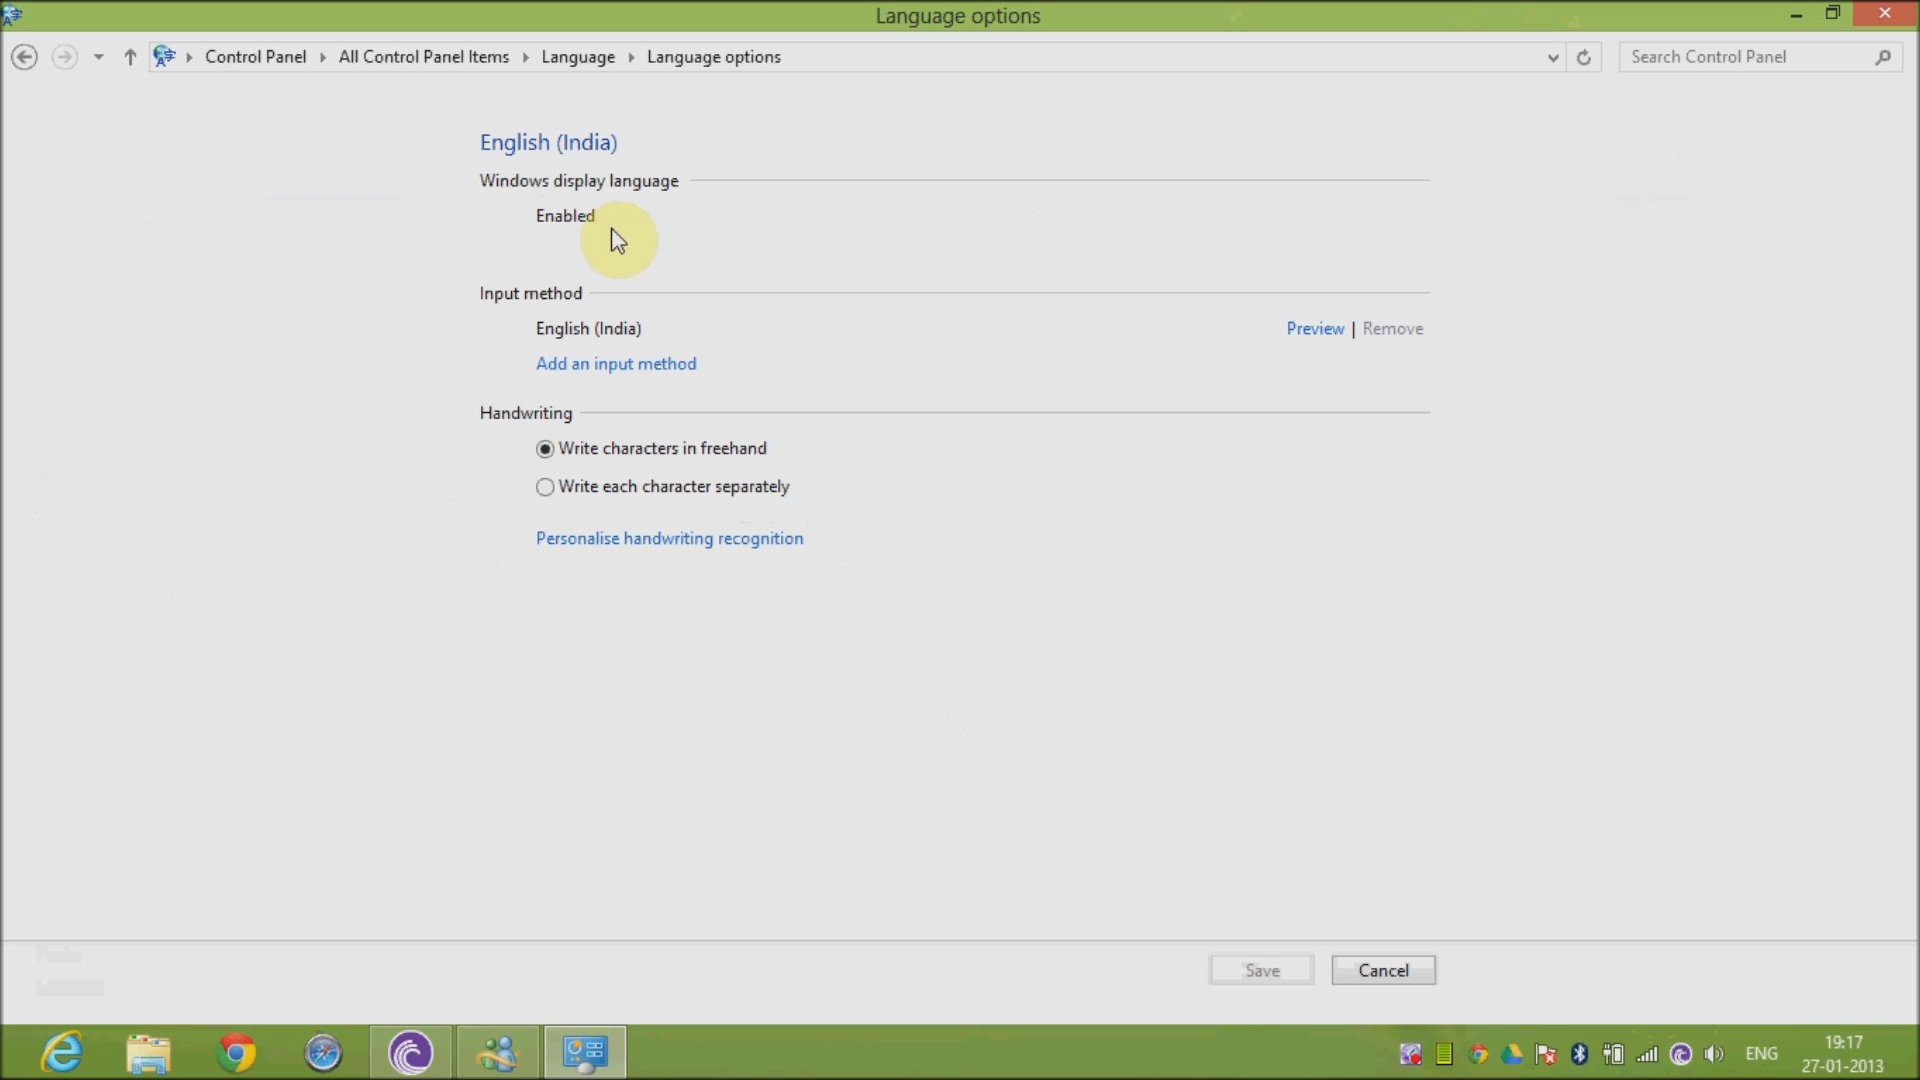 Language options
Control Panel All Control Panel Items Language Language options
Search Control Panel
English (India)
Windows display language
Enabled
Input method
English (India)
Preview | Remove
Add an input method
Handwriting
Write characters in freehand
Write each character separately
Personalise handwriting recognition
Save
Cancel
ENG
19:17
27-01-2013